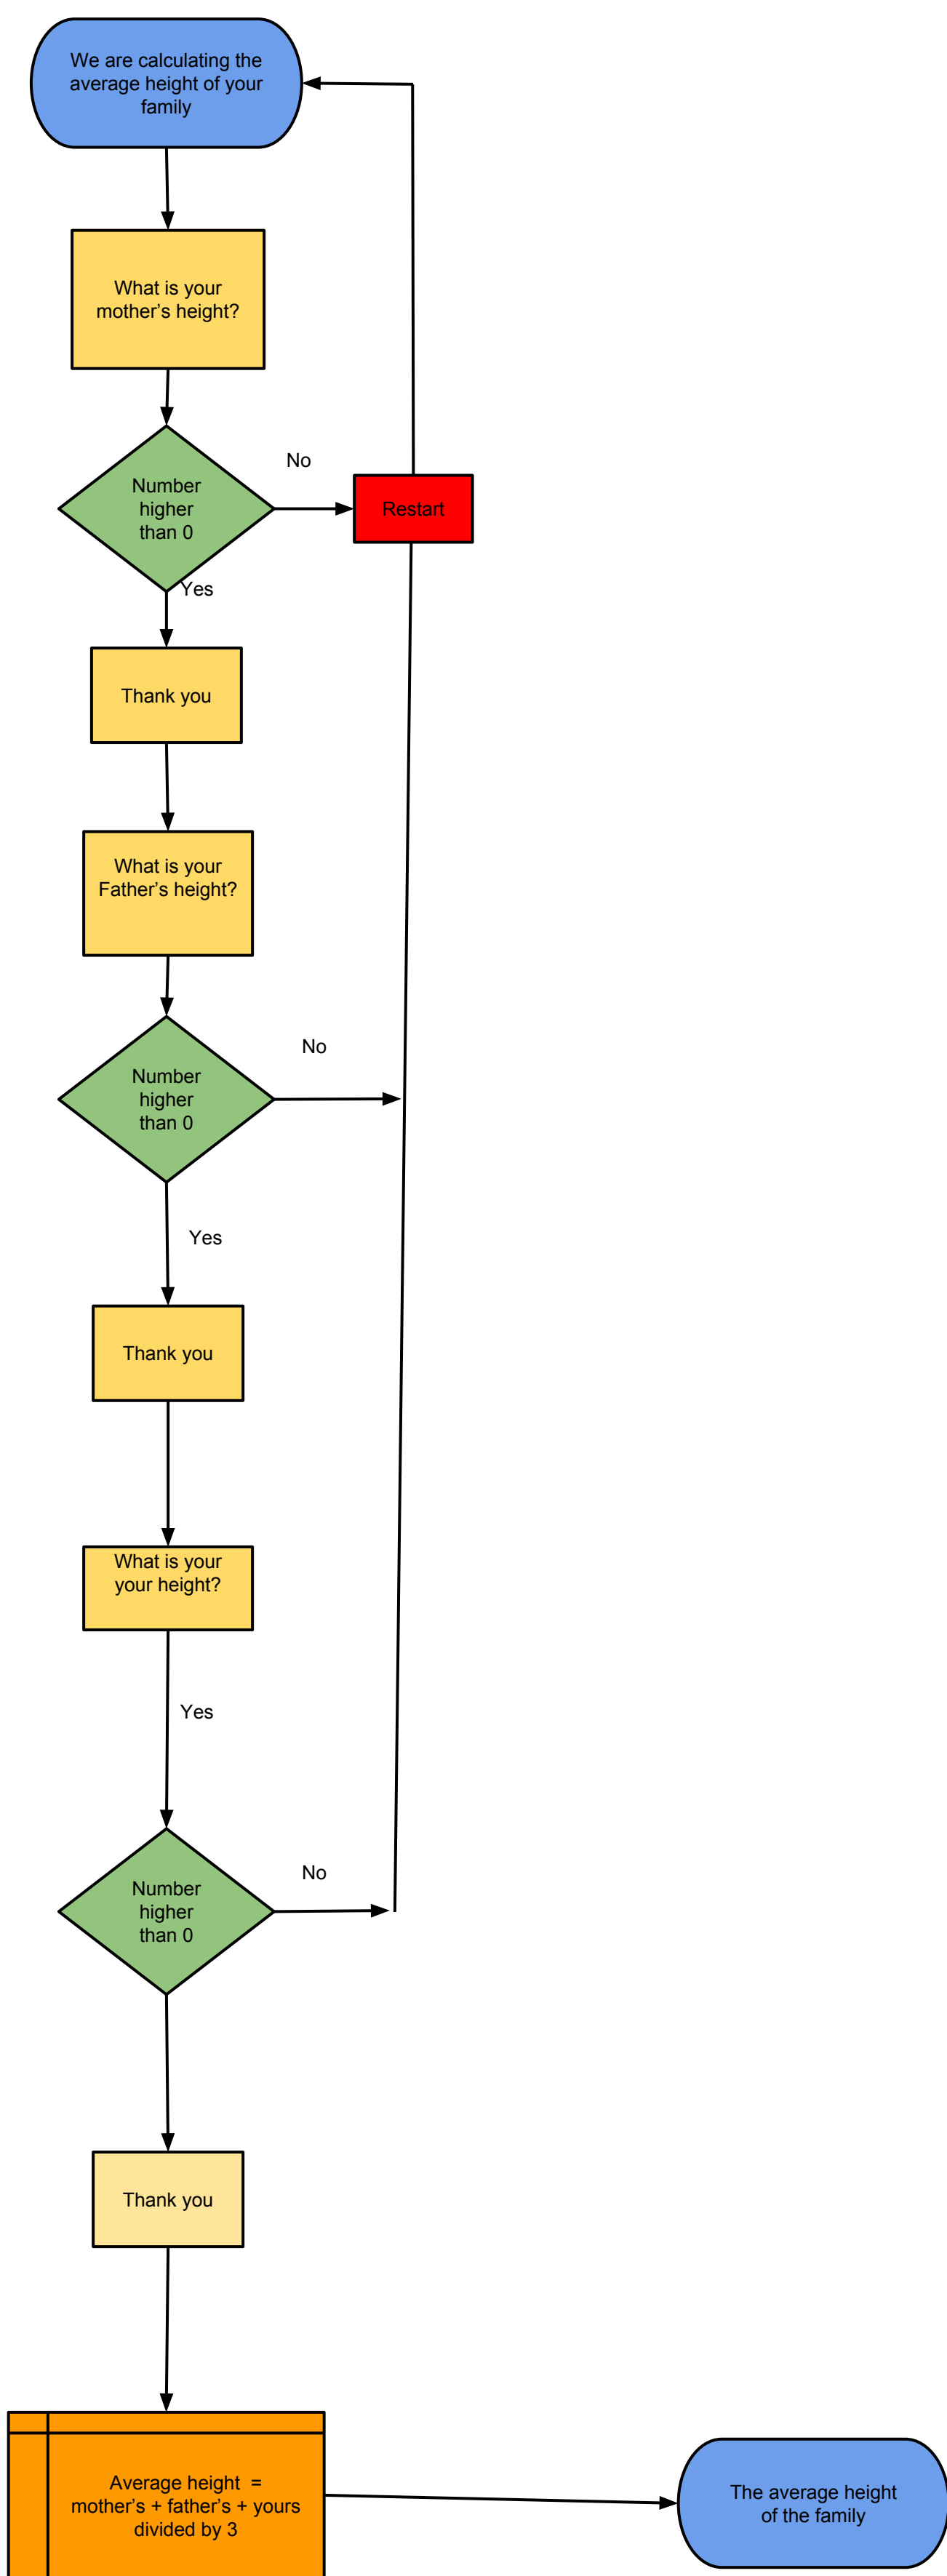 We are calculating the
average height of your
family
What is your
mother's height?
Number
higher
than 0
No
Restart
Yes
Thank you
What is your
Father's height?
Number
higher
than 0
No
Yes
Thank you
What is your
your height?
Yes
Number
higher
than 0
No
Thank you
Average height =
mother's + father's + yours
divided by 3
The average height
of the family